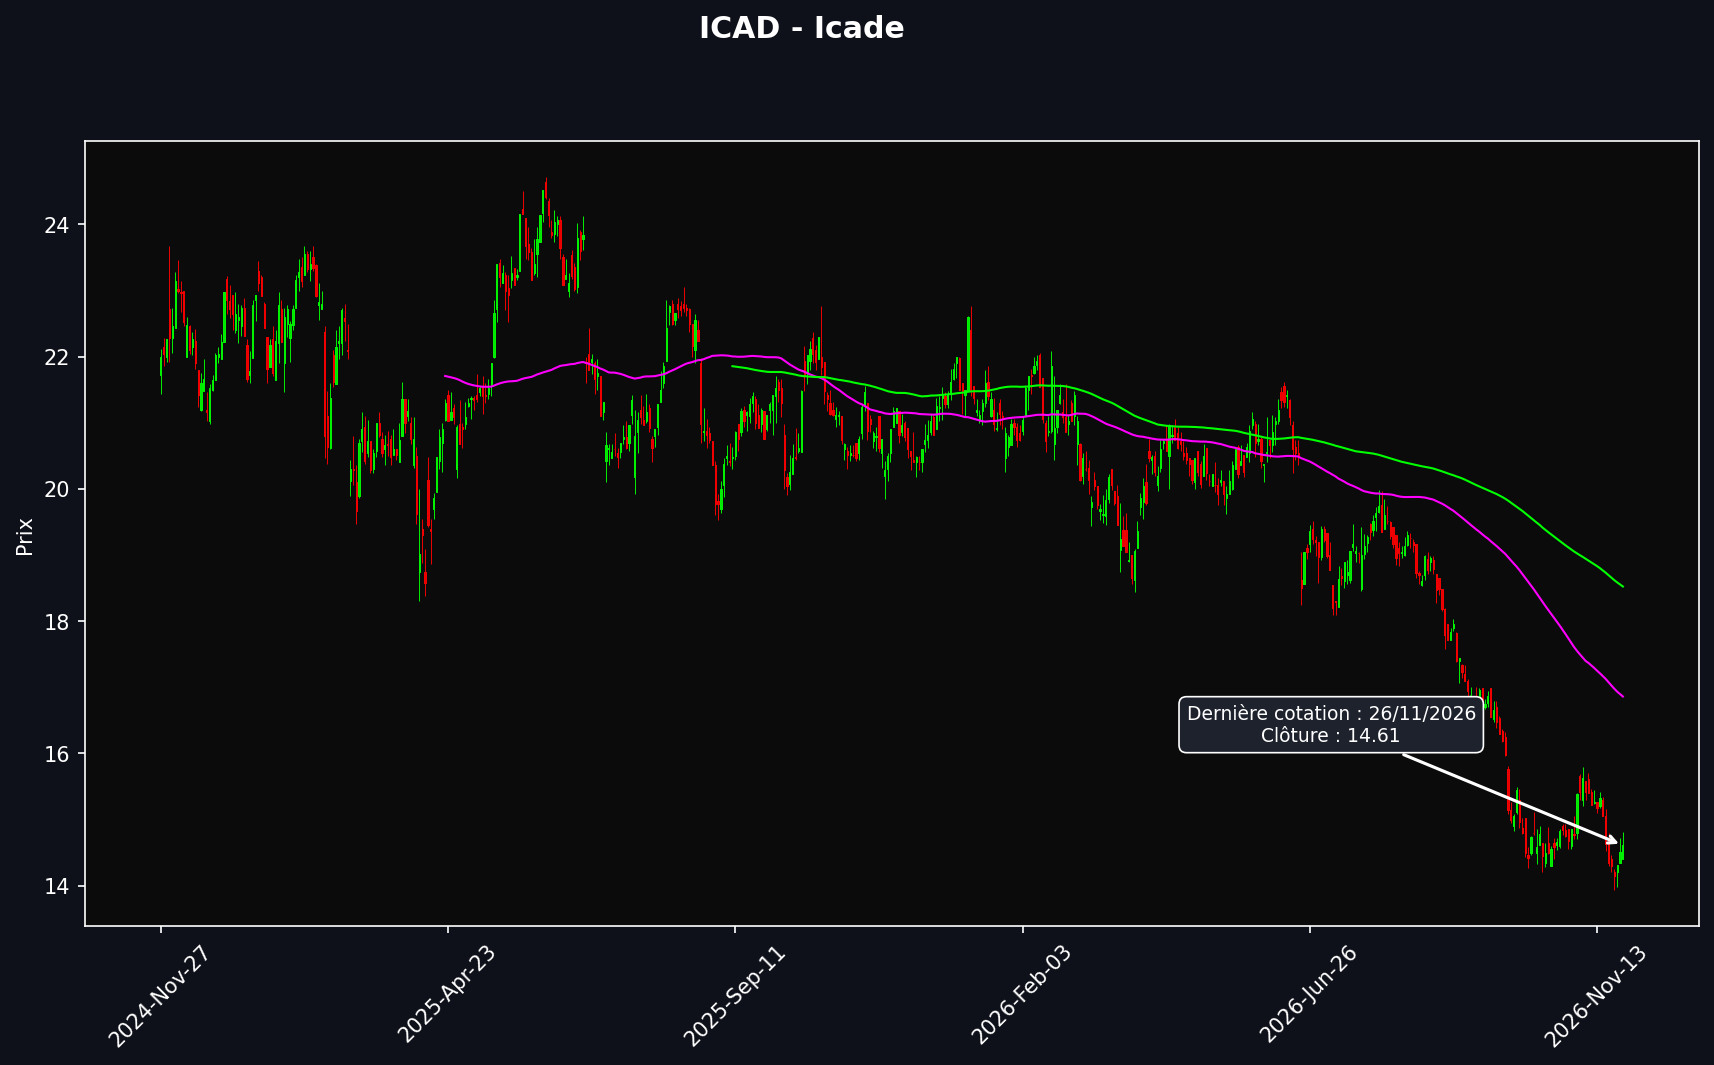 ICAD - Icade
Prix
24
22
20
18
16
14
Dernière cotation : 26/11/2026
Clôture : 14.61
2024-Nov-27
2025-Apr-23
2025-Sep-11
2026-Feb-03
2026-Jun-26
2026-Nov-13